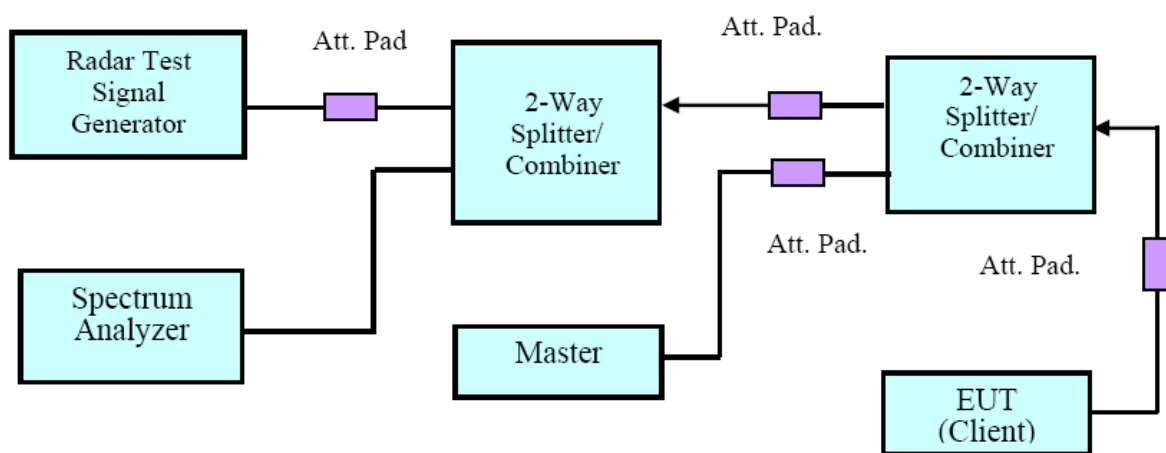 Radar Test
Signal
Generator
Att. Pad
2-Way
Splitter/
Combiner
Att. Pad.
2-Way
Splitter/
Combiner
Att. Pad.
Att. Pad.
Spectrum
Analyzer
Master
EUT
(Client)